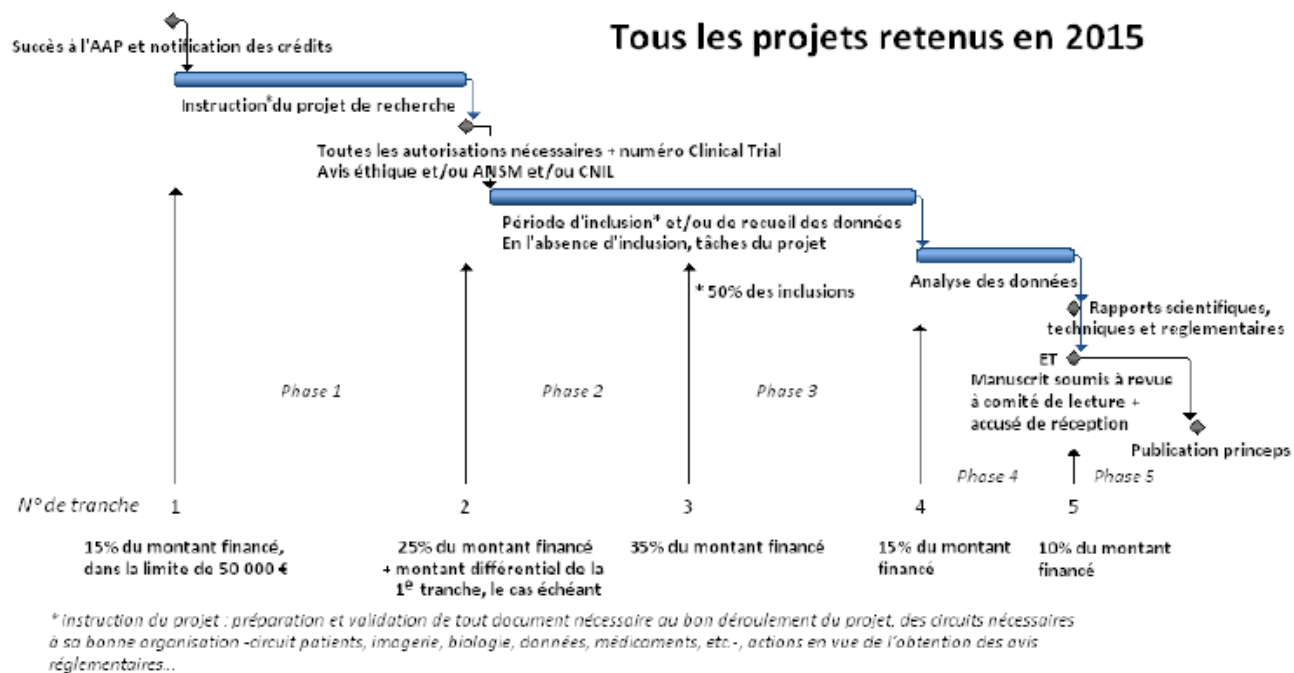 Tous les projets retenus en 2015
Succès à l'AAP et notification des crédits
Instruction*du projet de recherche
Toutes les autorisations nécessaires + numéro Clinical Trial
Avis éthique et/ou ANSM et/ou CNIL
Période d'inclusion* et/ou de recueil des données
En l'absence d'inclusion, tâches du projet
Analyse des données
* 50% des inclusions
Rapports scientifiques,
techniques et reglementaires
ET
Manuscrit soumis à revue
à comité de lecture +
accusé de réception
Publication princeps
Phase 1
Phase 2
Phase 3
Phase 4
Phase 5
N° de tranche 1 2 3 4 5
15% du montant financé,
dans la limite de 50 000 €
25% du montant financé
+ montant différentiel de la
1e tranche, le cas échéant
35% du montant financé
15% du montant
financé
10% du montant
financé
* instruction du projet : préparation et validation de tout document nécessaire au bon déroulement du projet, des circuits nécessaires
à sa bonne organisation -circuit patients, imagerie, biologie, données, médicaments, etc.-, actions en vue de l'obtention des avis
réglementaires...